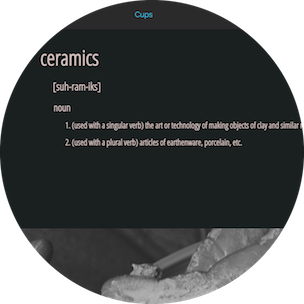 Cups
ceramics
[suh-ram-iks]
noun
1. (used with a singular verb) the art or technology of making objects of clay and similar
2. (used with a plural verb) articles of earthenware, porcelain, etc.